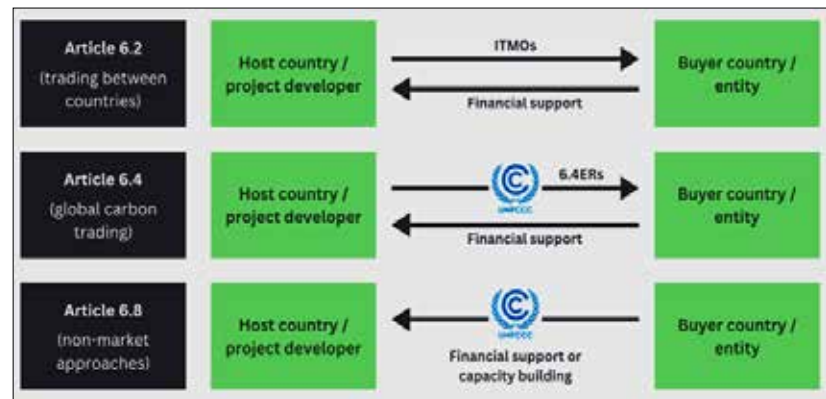 Article 6.2
(trading between
countries)
Host country /
project developer
ITMOs
Financial support
Buyer country /
entity
Article 6.4
(global carbon
trading)
Host country /
project developer
UNFCCC
6.4ERs
Financial support
Buyer country /
entity
Article 6.8
(non-market
approaches)
Host country /
project developer
UNFCCC
Financial support or
capacity building
Buyer country /
entity